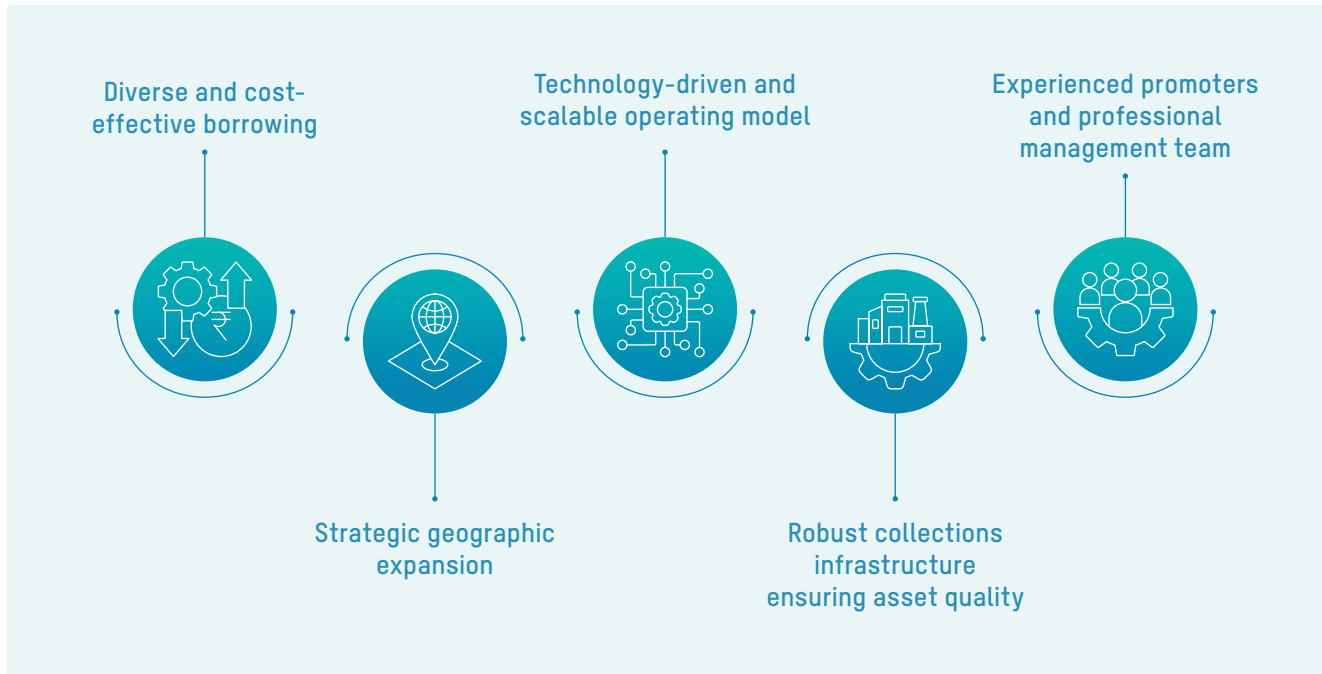 Diverse and cost-
effective borrowing
Strategic geographic
expansion
Technology-driven and
scalable operating model
Robust collections
infrastructure
ensuring asset quality
Experienced promoters
and professional
management team
₹